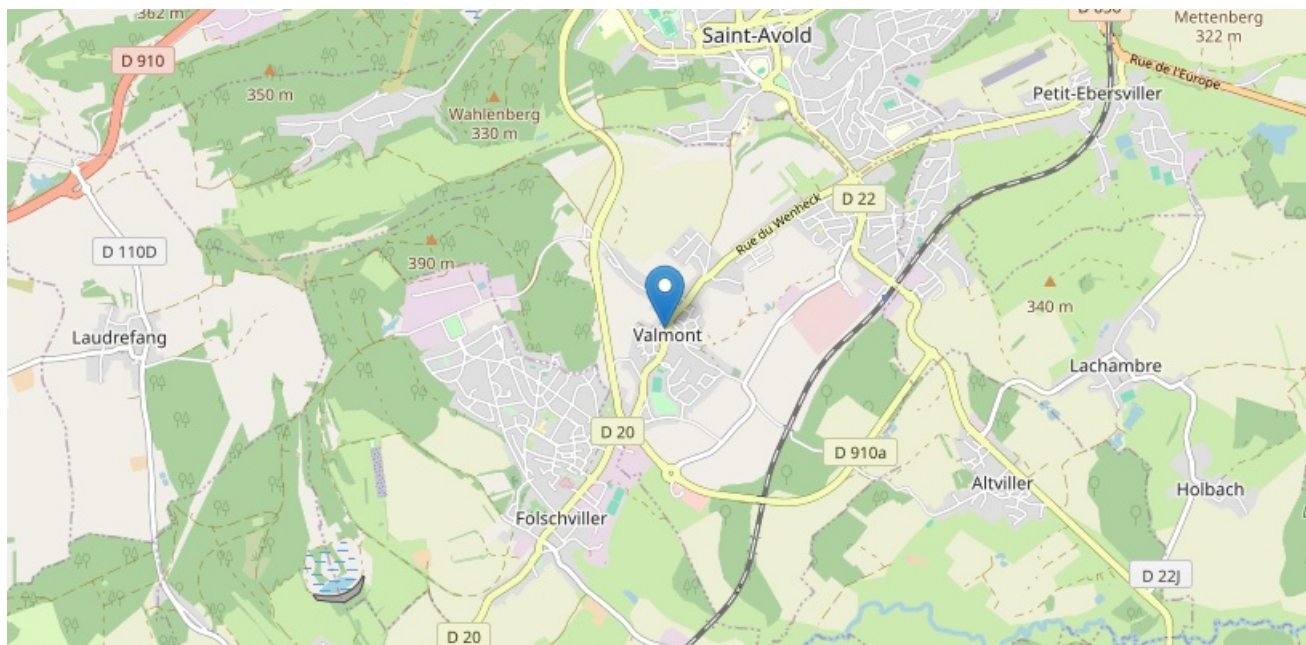 362 m
D 910
350 m
Wahlenberg
330 m
Saint-Avold
Mettenberg
322 m
Rue de l'Europe
Petit-Ebersviller
D 22
Rue du Wenheck
D 110D
390 m
340 m
Laudrefang
Valmont
Lachambre
D 20
D 910a
Altviller
Holbach
Folschviller
D 22J
D 20